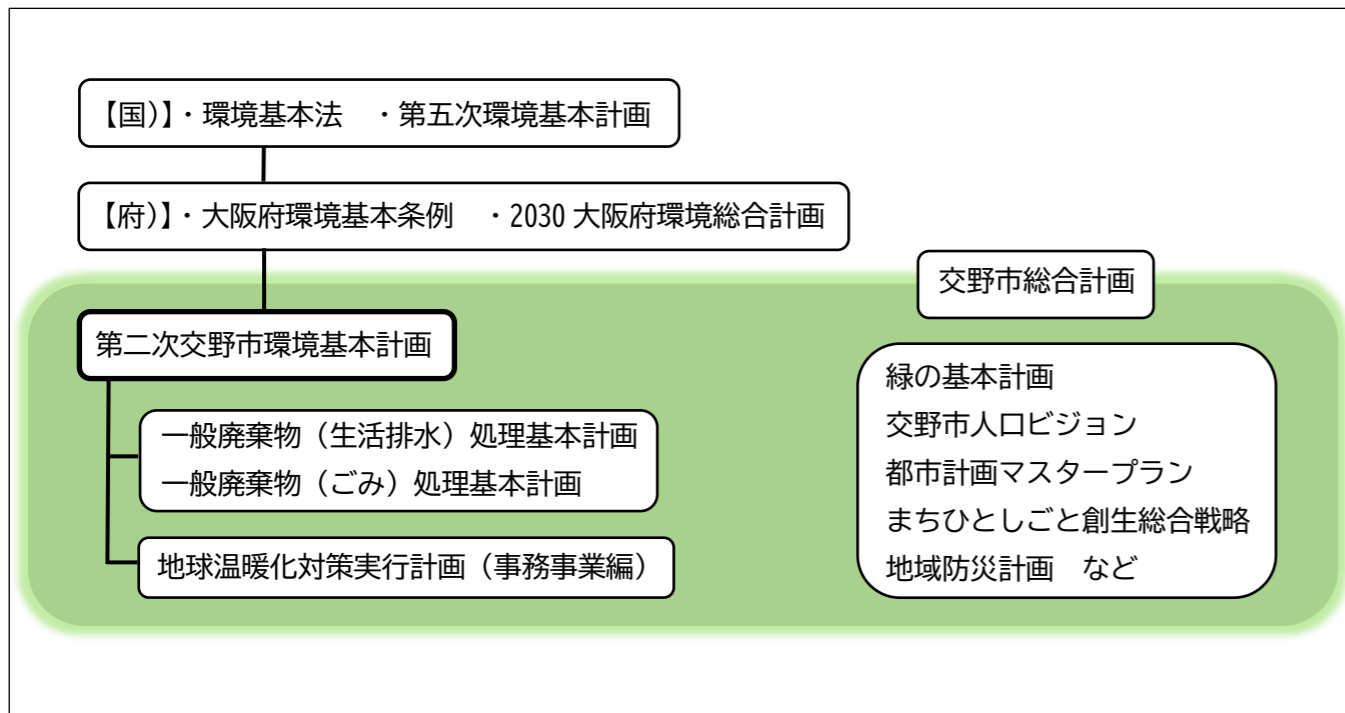 【国)】・環境基本法　・第五次環境基本計画
【府)】・大阪府環境基本条例　・2030 大阪府環境総合計画
交野市総合計画
第二次交野市環境基本計画
一般廃棄物（生活排水）処理基本計画
一般廃棄物（ごみ）処理基本計画
地球温暖化対策実行計画（事務事業編）
緑の基本計画
交野市人口ビジョン
都市計画マスタープラン
まちひとしごと創生総合戦略
地域防災計画　など